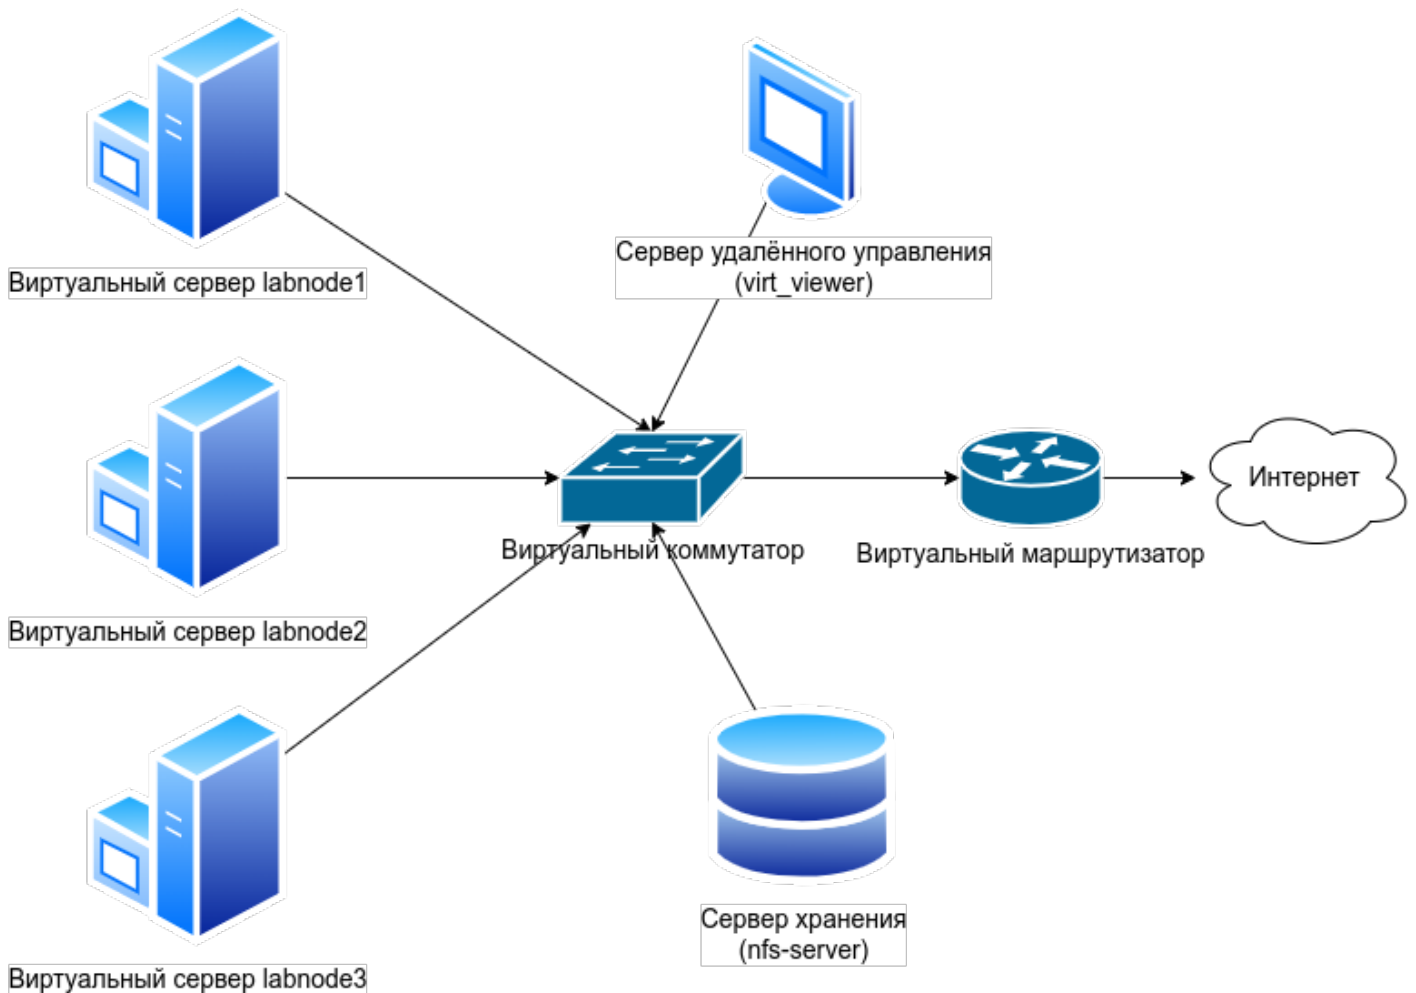 Виртуальный сервер labnode1
Сервер удалённого управления
(virt_viewer)
Интернет
Виртуальный коммутатор
Виртуальный маршрутизатор
Виртуальный сервер labnode2
Сервер хранения
(nfs-server)
Виртуальный сервер labnode3